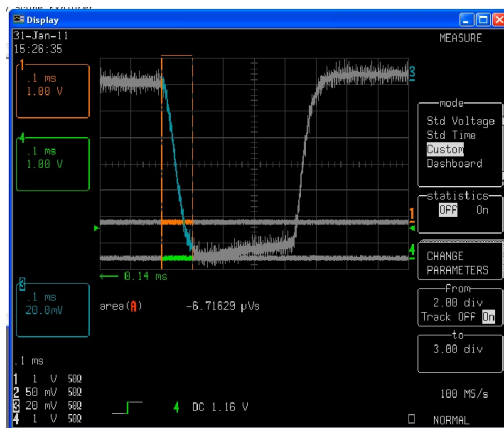 Display
31-Jan-11
15:26:35
MEASURE
1
.1 ms
1.00 V
3
mode
Std Voltage
Std Time
Custom
Dashboard
4
.1 ms
1.00 V
statistics
OFF On
1
4
CHANGE
PARAMETERS
← 0.14 ms
From
2.00 div
Track OFF On
.1 ms
20.0mV
area( ) -6.71629 µVs
to
3.00 div
.1 ms
1 1 V 50Ω
2 50 mV 50Ω
3 20 mV 50Ω
4 1 V 50Ω
4 DC 1.16 V
100 MS/s
NORMAL